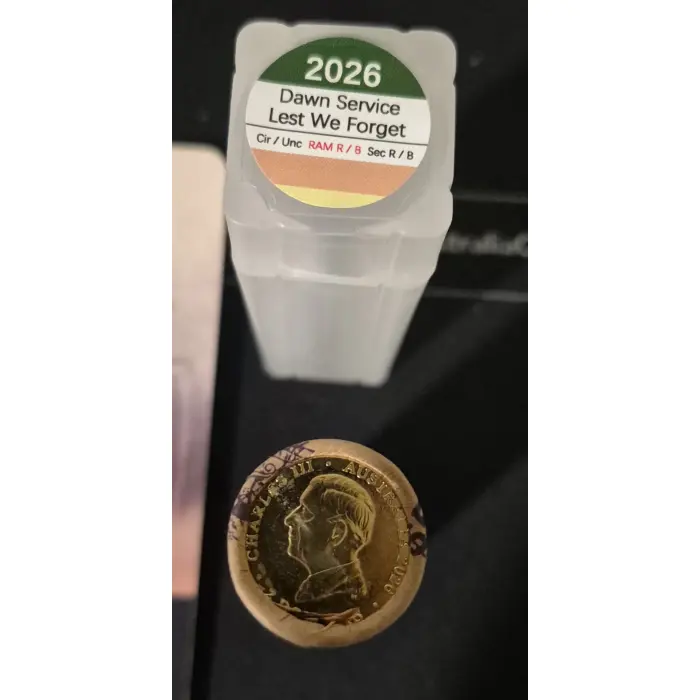 2026
Dawn Service
Lest We Forget
Cir / Unc RAM R / B Sec R / B
CHARLES III • AUSTRALIA 2026 •